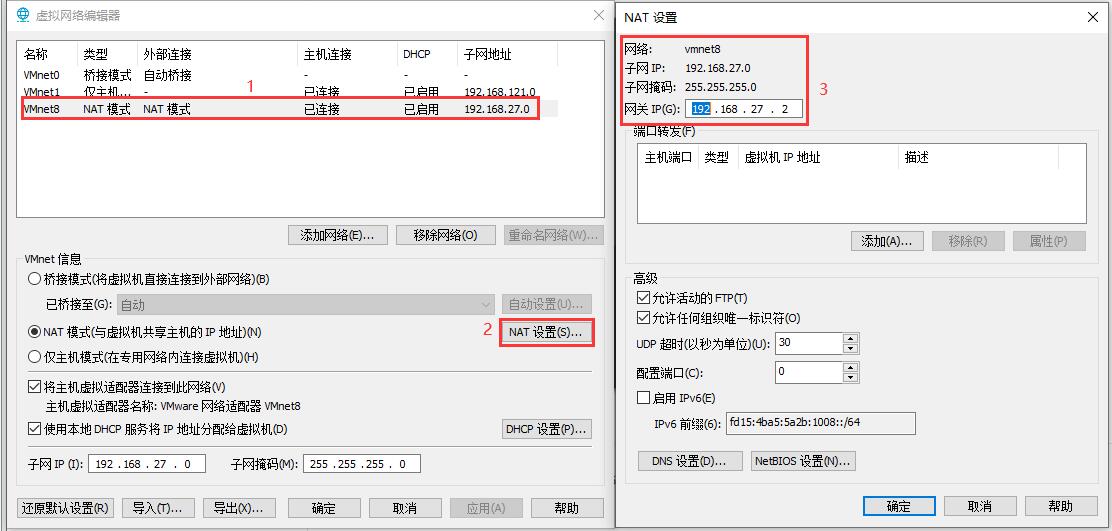 虚拟网络编辑器
名称 类型 外部连接 主机连接 DHCP 子网地址
VMnet0 桥接模式 自动桥接 - - -
VMnet1 仅主机... - 已连接 已启用 192.168.121.0
VMnet8 NAT 模式 NAT 模式 已连接 已启用 192.168.27.0
1
添加网络(E)... 移除网络(O) 重命名网络(W)...
VMnet 信息
桥接模式(将虚拟机直接连接到外部网络)(B)
已桥接至(G): 自动 自动设置(U)...
NAT 模式(与虚拟机共享主机的 IP 地址)(N) 2 NAT 设置(S)...
仅主机模式(在专用网络内连接虚拟机)(H)
将主机虚拟适配器连接到此网络(V)
主机虚拟适配器名称: VMware 网络适配器 VMnet8
使用本地 DHCP 服务将 IP 地址分配给虚拟机(D) DHCP 设置(P)...
子网 IP (I): 192 .168 . 27 . 0 子网掩码(M): 255 .255 .255 . 0
还原默认设置(R) 导入(T)... 导出(X)... 确定 取消 应用(A) 帮助
NAT 设置
网络: vmnet8
子网 IP: 192.168.27.0
子网掩码: 255.255.255.0
网关 IP(G): 192 .168 . 27 . 2
3
端口转发(F)
主机端口 类型 虚拟机 IP 地址 描述
添加(A)... 移除(R) 属性(P)
高级
允许活动的 FTP(T)
允许任何组织唯一标识符(O)
UDP 超时(以秒为单位)(U): 30
配置端口(C): 0
启用 IPv6(E)
IPv6 前缀(6): fd15:4ba5:5a2b:1008::/64
DNS 设置(D)... NetBIOS 设置(N)...
确定 取消 帮助